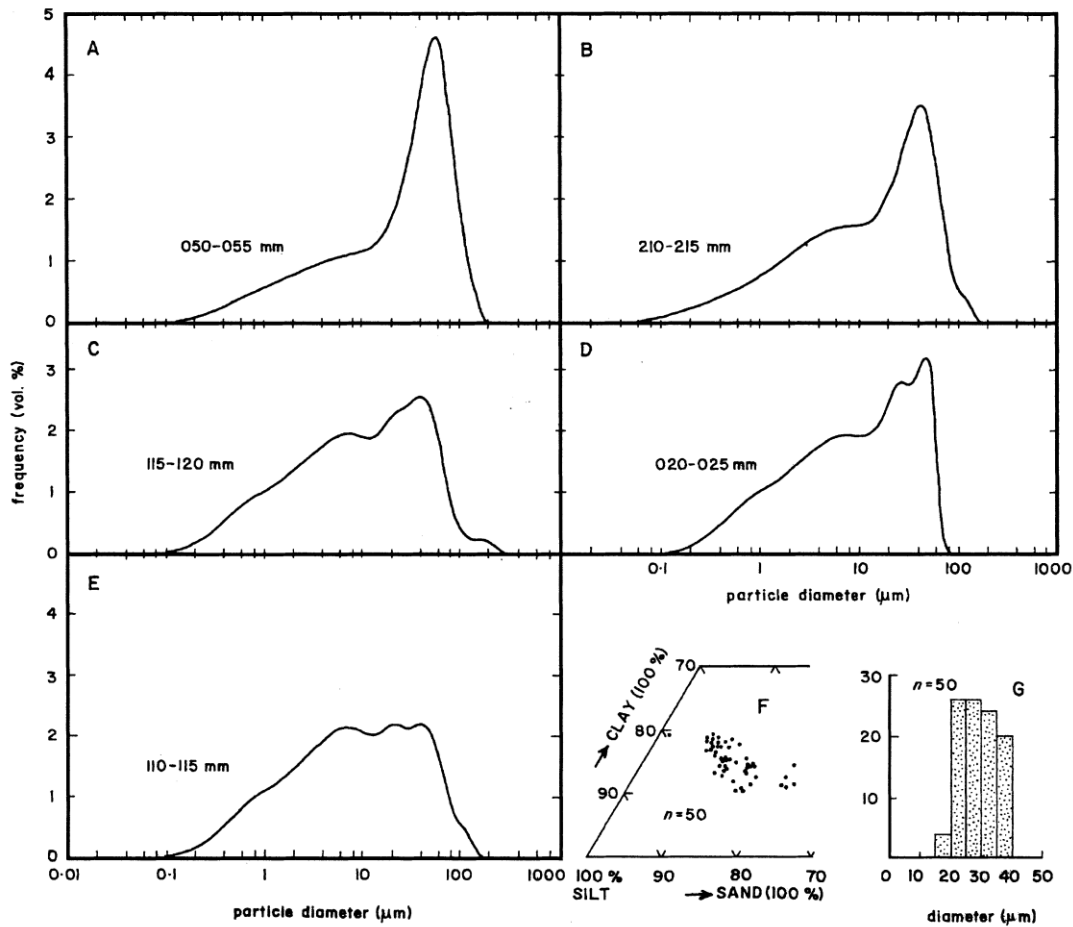 5
4
3
2
1
0
A
050-055 mm
B
210-215 mm
frequency (vol. %)
3
2
1
0
C
115-120 mm
D
020-025 mm
0·1 1 10 100 1000
particle diameter (μm)
E
4
3
2
1
0
110-115 mm
0·01 0·1 1 10 100 1000
particle diameter (μm)
70
80
90
CLAY (100 %)
F
n=50
100 % 90 80 70
SILT
SAND (100 %)
30
20
10
n=50
G
0 10 20 30 40 50
diameter (μm)